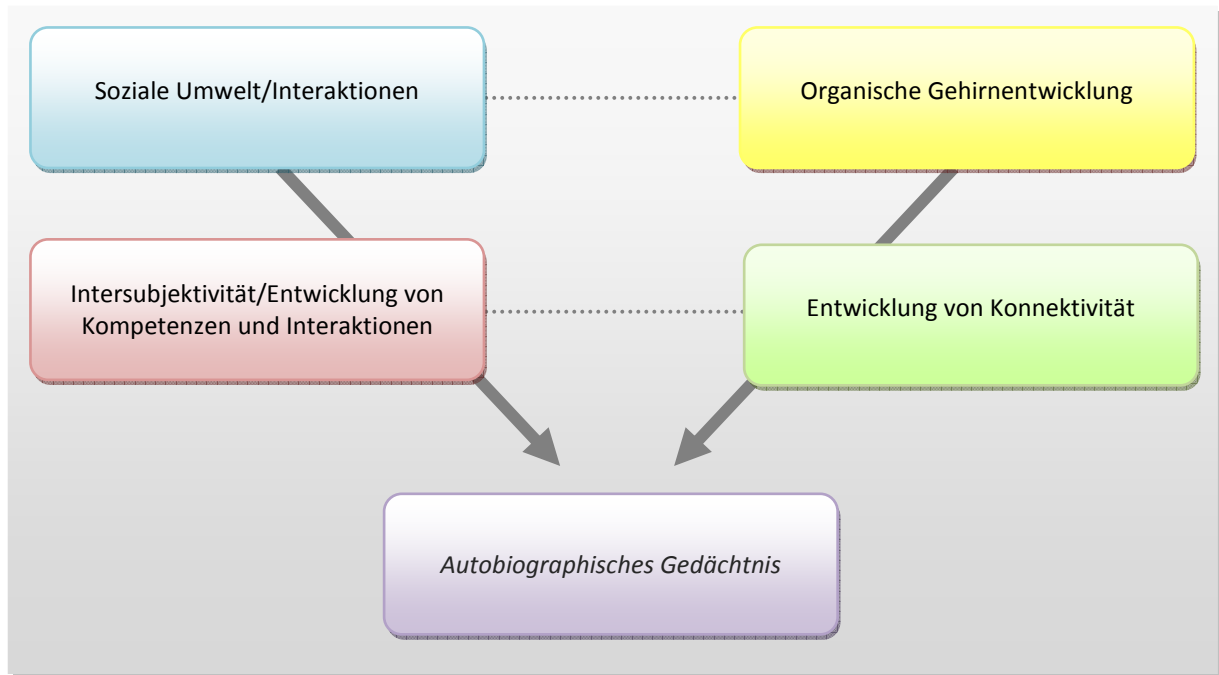 Soziale Umwelt/Interaktionen
Organische Gehirnentwicklung
Intersubjektivität/Entwicklung von
Kompetenzen und Interaktionen
Entwicklung von Konnektivität
Autobiographisches Gedächtnis